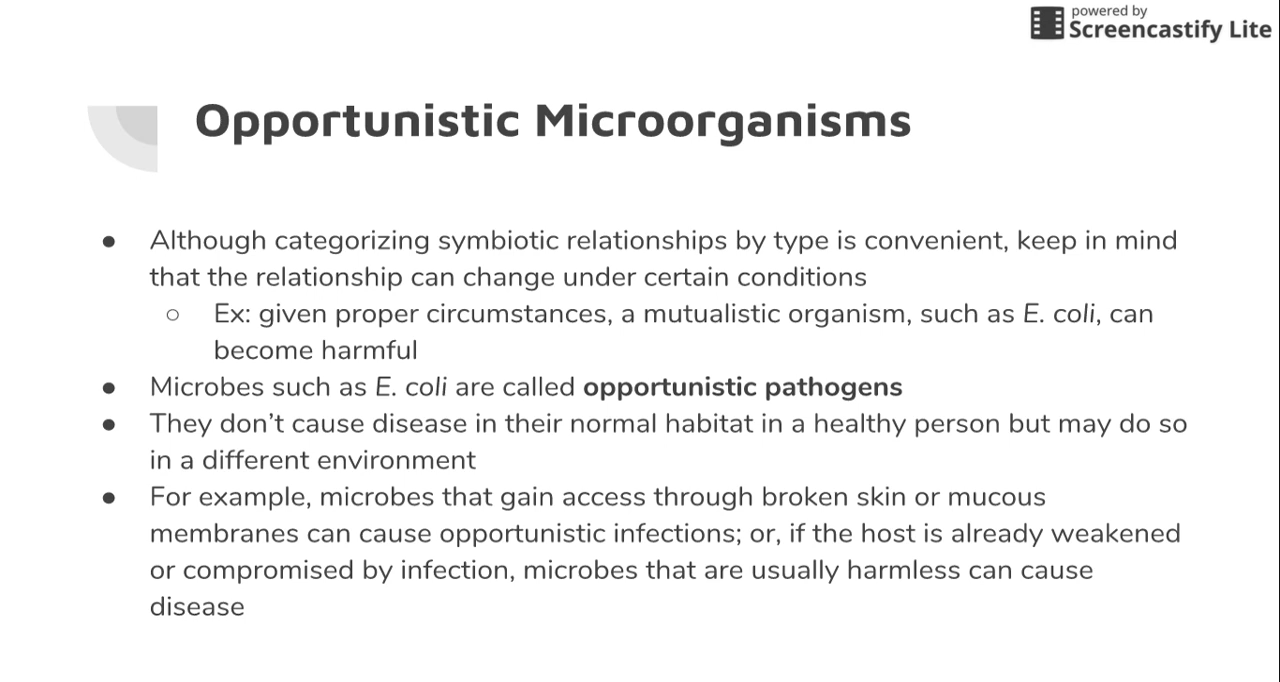 powered by
Screencastify Lite
Opportunistic Microorganisms
● Although categorizing symbiotic relationships by type is convenient, keep in mind
that the relationship can change under certain conditions
○ Ex: given proper circumstances, a mutualistic organism, such as E. coli, can
become harmful
● Microbes such as E. coli are called opportunistic pathogens
● They don’t cause disease in their normal habitat in a healthy person but may do so
in a different environment
● For example, microbes that gain access through broken skin or mucous
membranes can cause opportunistic infections; or, if the host is already weakened
or compromised by infection, microbes that are usually harmless can cause
disease